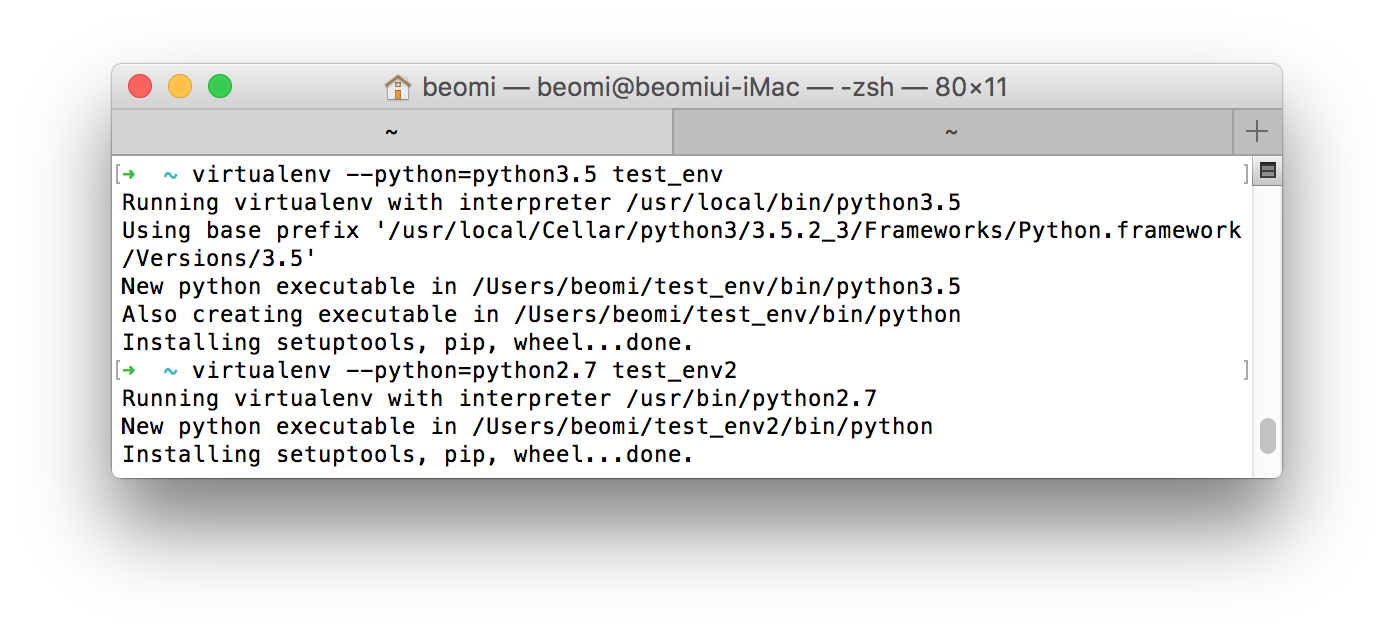 beomi — beomi@beomiui-iMac — -zsh — 80×11
~ ~
[➜  ~ virtualenv --python=python3.5 test_env ]
Running virtualenv with interpreter /usr/local/bin/python3.5
Using base prefix '/usr/local/Cellar/python3/3.5.2_3/Frameworks/Python.framework
/Versions/3.5'
New python executable in /Users/beomi/test_env/bin/python3.5
Also creating executable in /Users/beomi/test_env/bin/python
Installing setuptools, pip, wheel...done.
[➜  ~ virtualenv --python=python2.7 test_env2 ]
Running virtualenv with interpreter /usr/bin/python2.7
New python executable in /Users/beomi/test_env2/bin/python
Installing setuptools, pip, wheel...done.